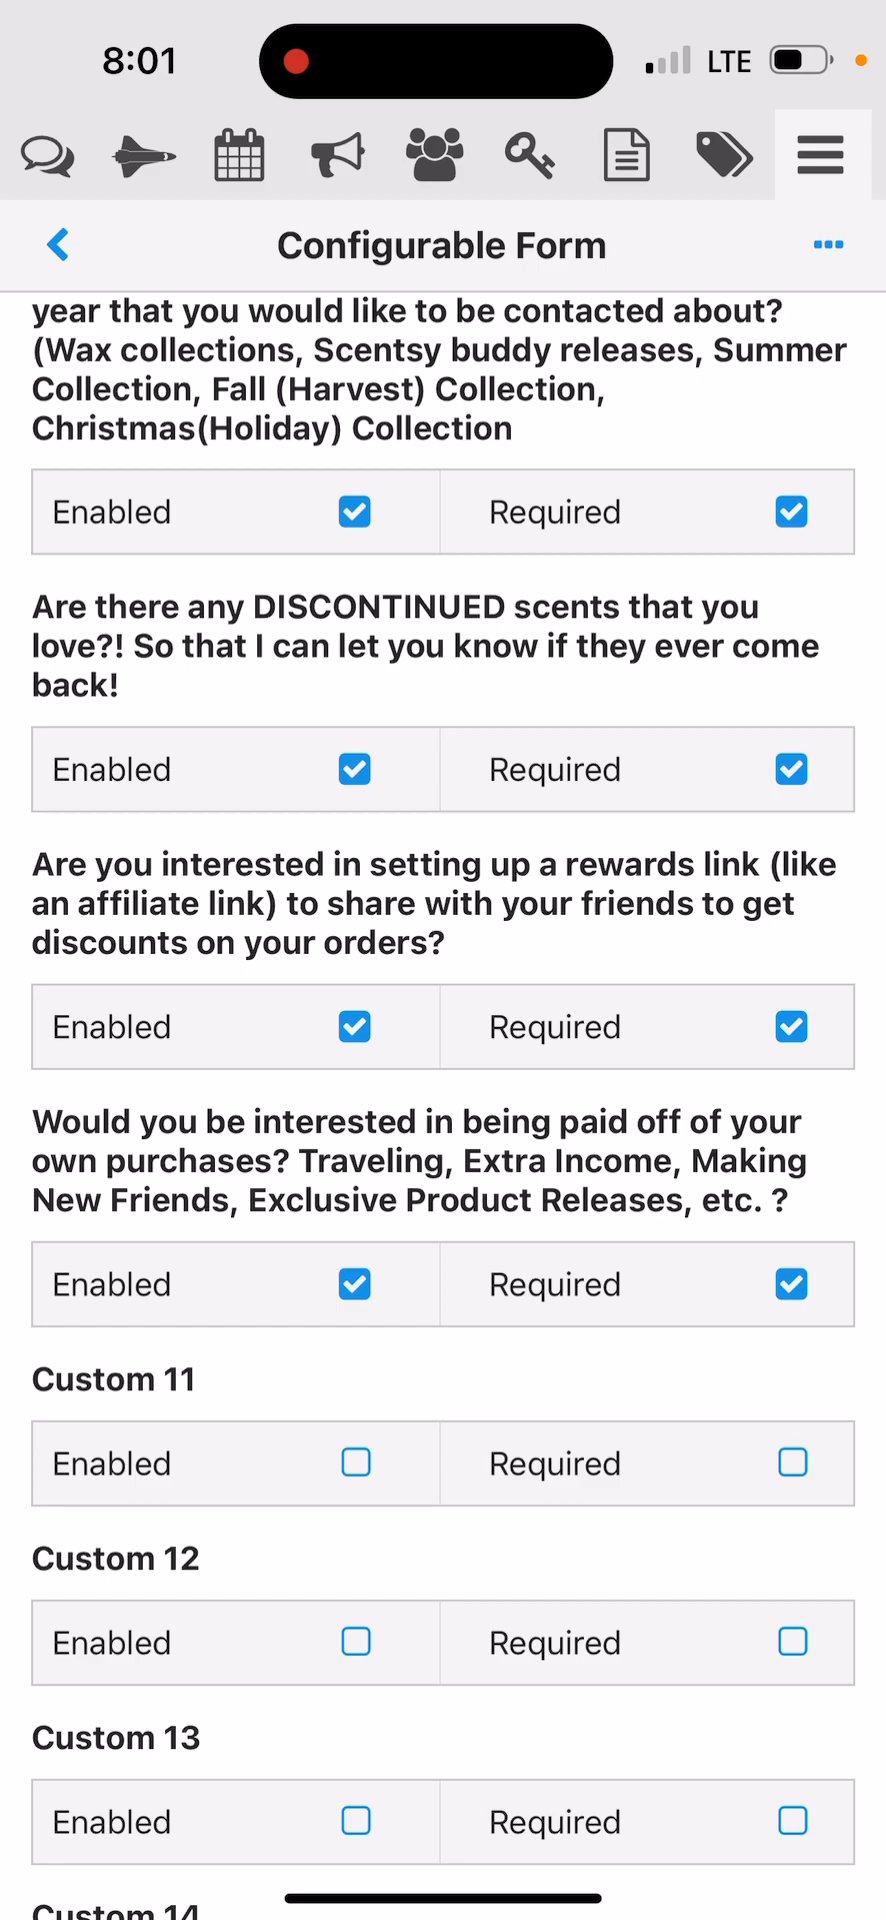 8:01
LTE
Configurable Form
year that you would like to be contacted about?
(Wax collections, Scentsy buddy releases, Summer
Collection, Fall (Harvest) Collection,
Christmas(Holiday) Collection
Enabled Required
Are there any DISCONTINUED scents that you
love?! So that I can let you know if they ever come
back!
Enabled Required
Are you interested in setting up a rewards link (like
an affiliate link) to share with your friends to get
discounts on your orders?
Enabled Required
Would you be interested in being paid off of your
own purchases? Traveling, Extra Income, Making
New Friends, Exclusive Product Releases, etc. ?
Enabled Required
Custom 11
Enabled Required
Custom 12
Enabled Required
Custom 13
Enabled Required
Custom 14